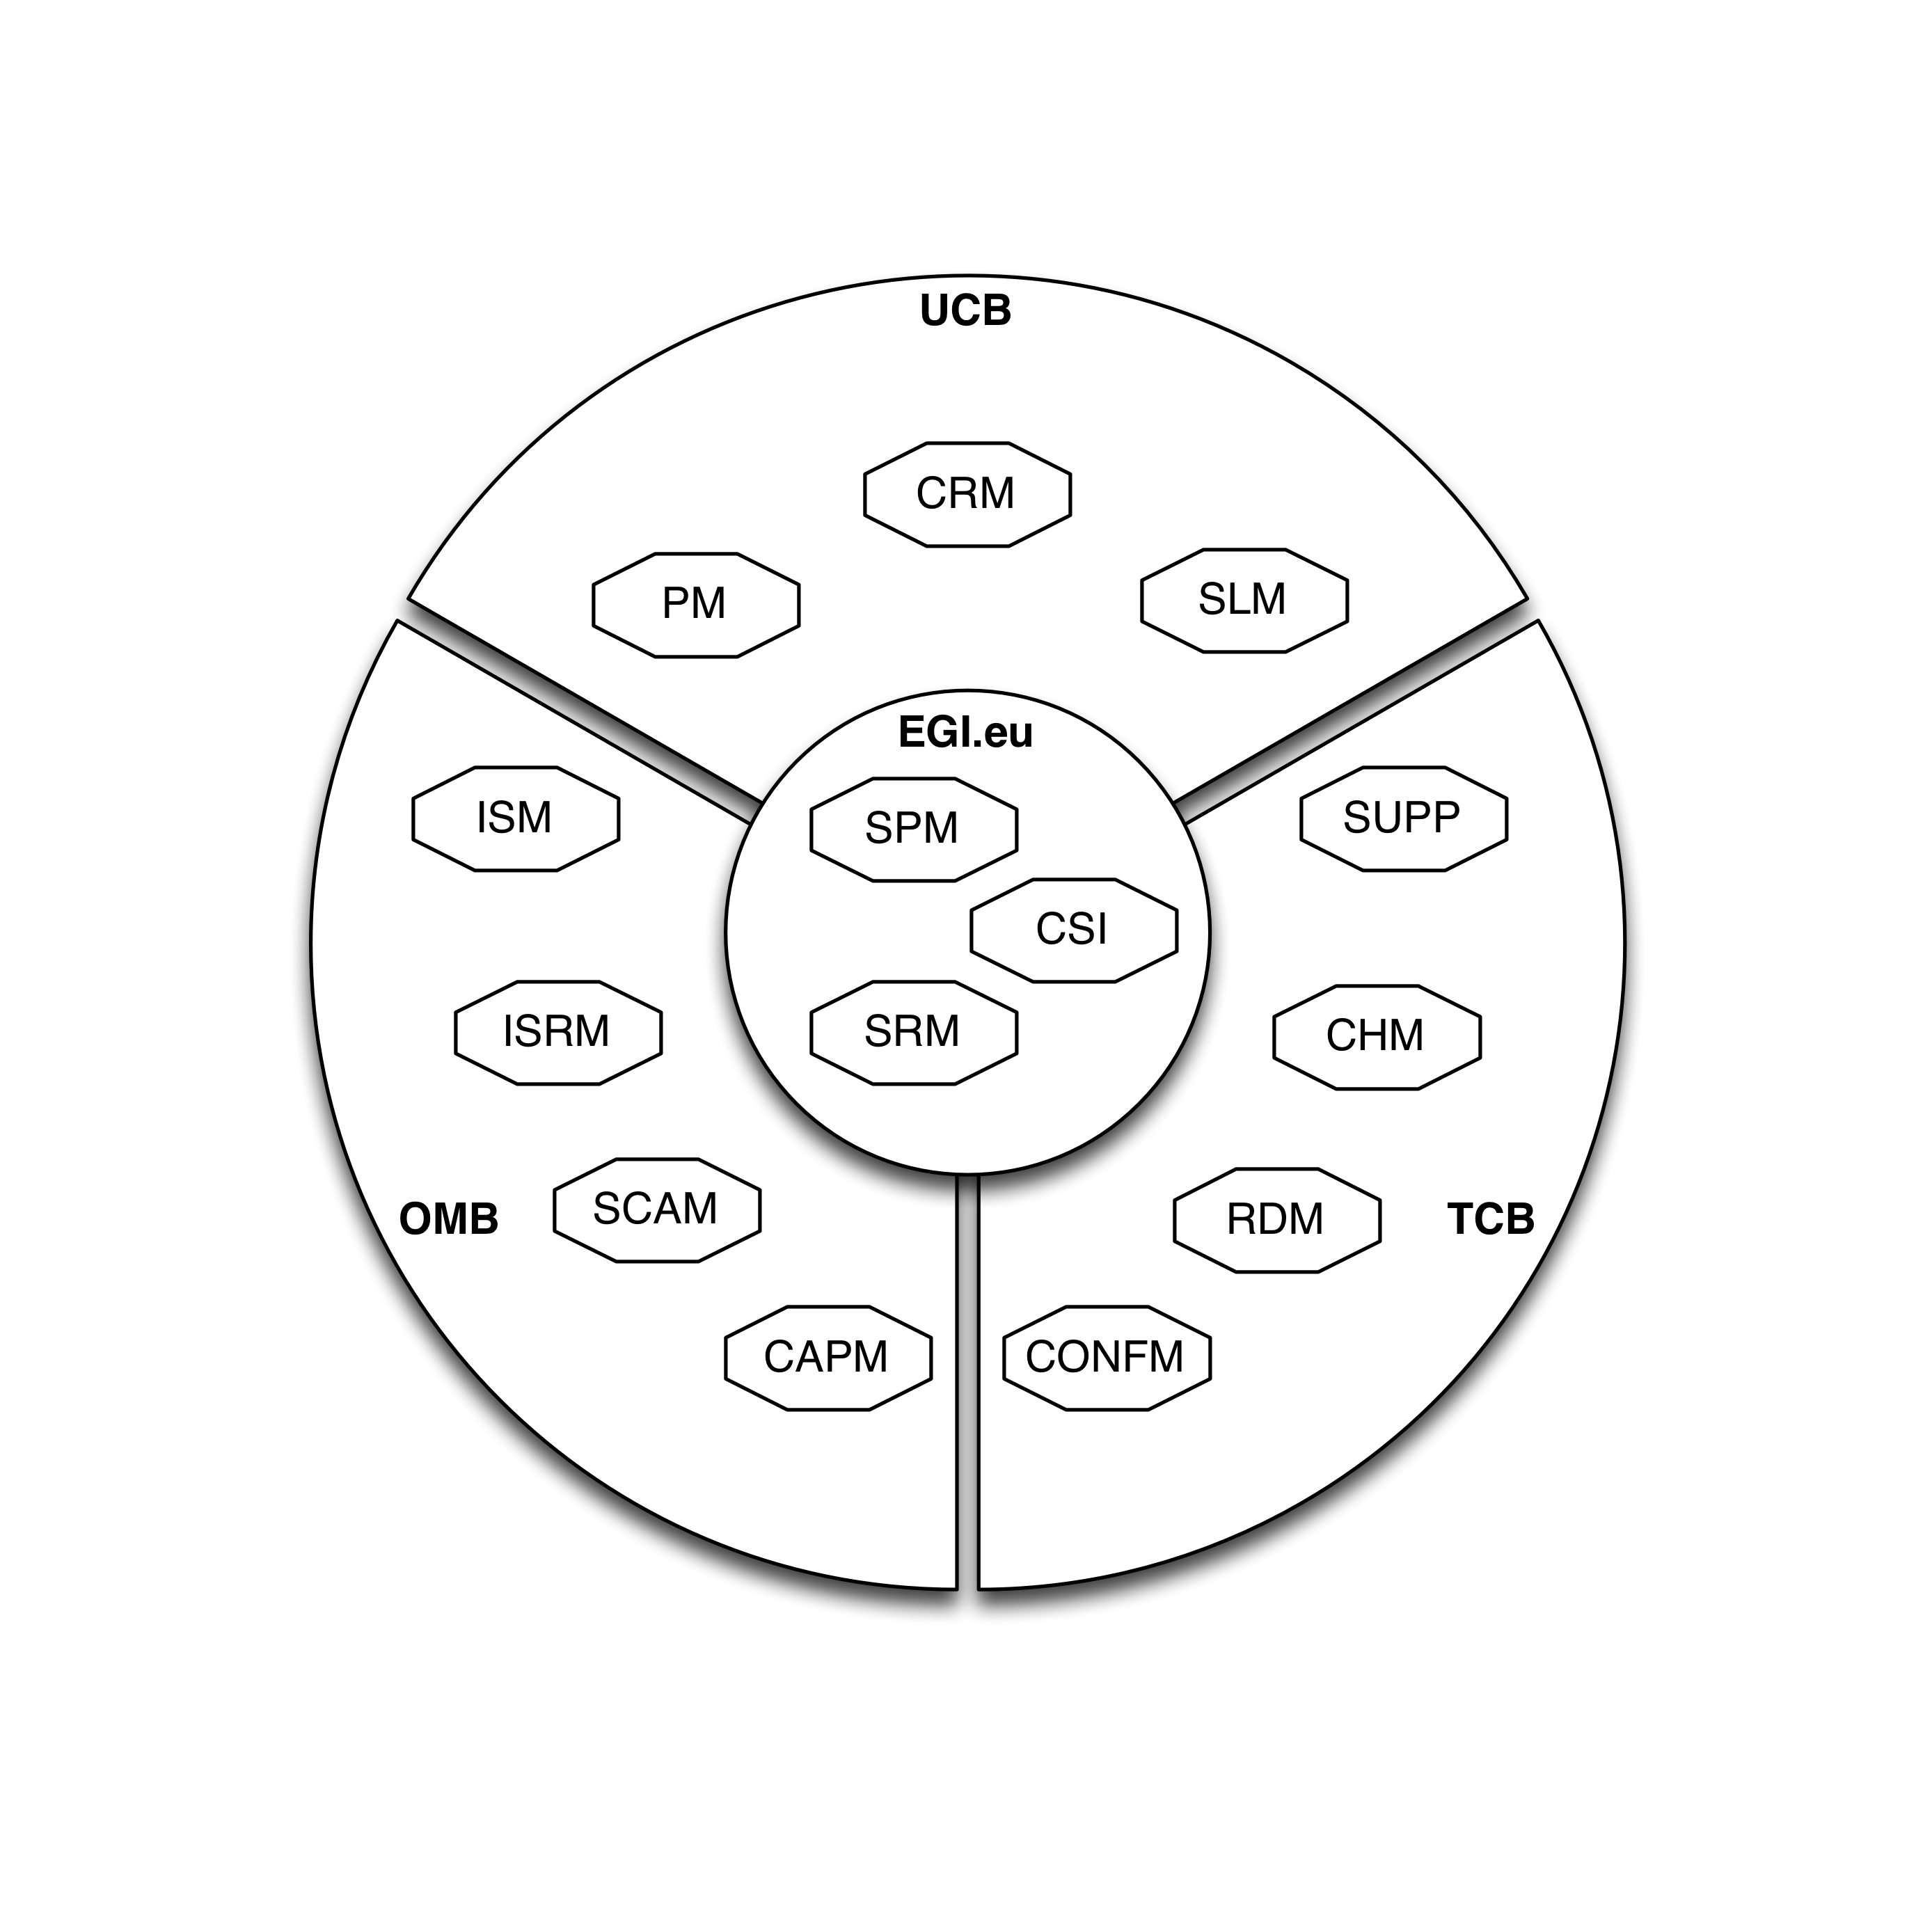 UCB
CRM
PM
SLM
EGI.eu
SPM
CSI
SRM
ISM
ISRM
SCAM
OMB
CAPM
SUPP
CHM
RDM
TCB
CONFM